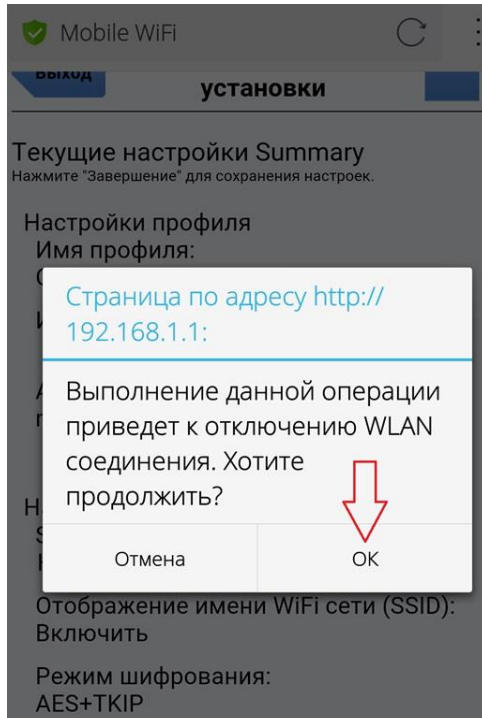 Mobile WiFi
Выход
установки
Текущие настройки Summary
Нажмите "Завершение" для сохранения настроек.
Настройки профиля
Имя профиля:
Страница по адресу http://
192.168.1.1:
Выполнение данной операции
приведет к отключению WLAN
соединения. Хотите
продолжить?
Отмена
ОК
Отображение имени WiFi сети (SSID):
Включить
Режим шифрования:
AES+TKIP